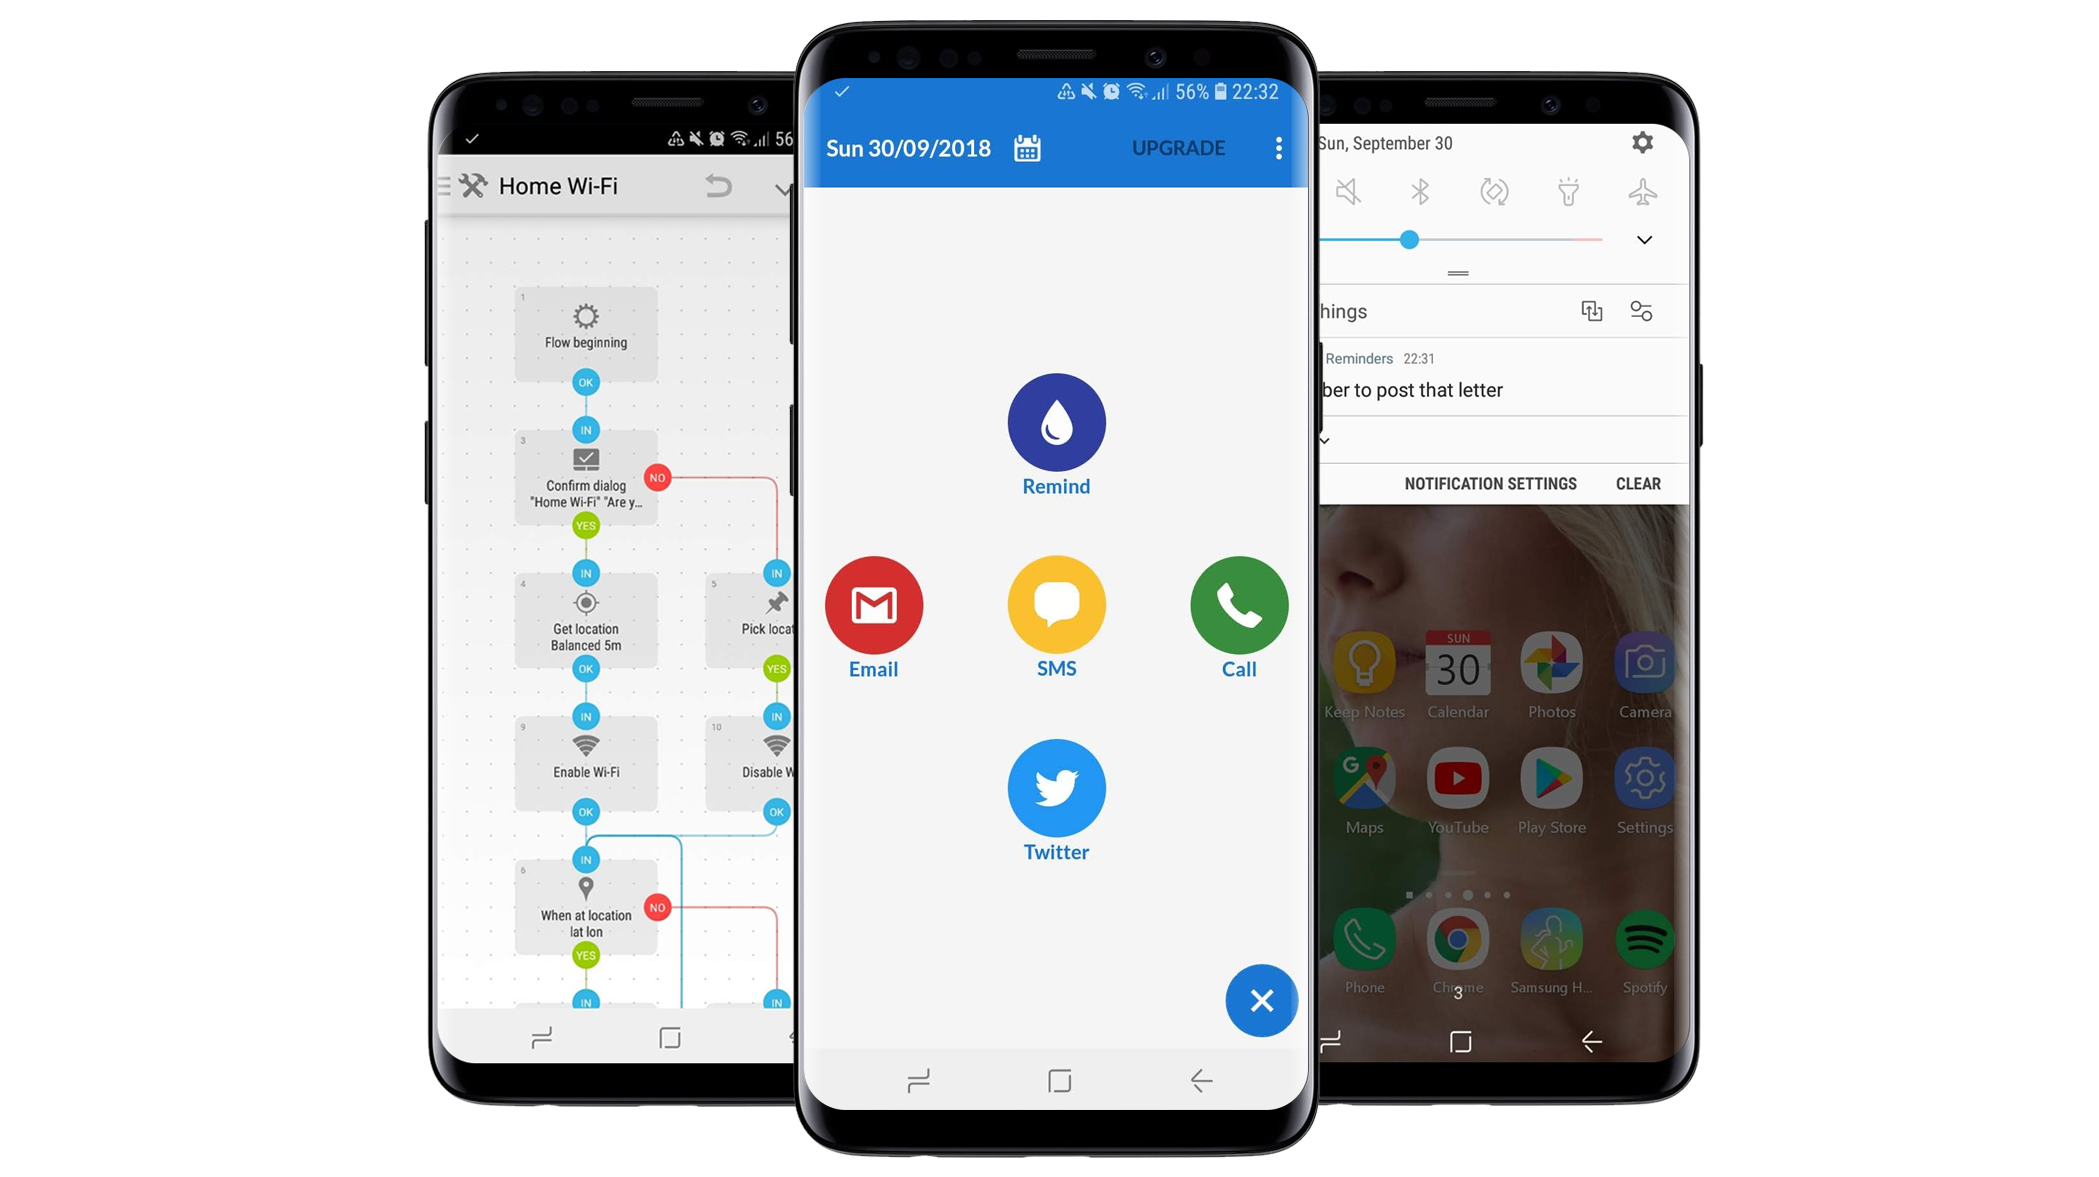 56
Home Wi-Fi
1
Flow beginning
OK
IN
3
Confirm dialog
"Home Wi-Fi" "Are y...
NO
YES
IN
IN
4
Get location
Balanced 5m
5
Pick locat
OK
YES
IN
IN
9
Enable Wi-Fi
10
Disable W
OK
OK
IN
6
When at location
lat lon
NO
YES
IN
IN
56% 22:32
Sun 30/09/2018
UPGRADE
Remind
Email
SMS
Call
Twitter
Sun, September 30
hings
Reminders 22:31
ber to post that letter
NOTIFICATION SETTINGS CLEAR
SUN
30
Keep Notes Calendar Photos Camera
G
Maps YouTube Play Store Settings
Phone Chrome Samsung H... Spotify
3